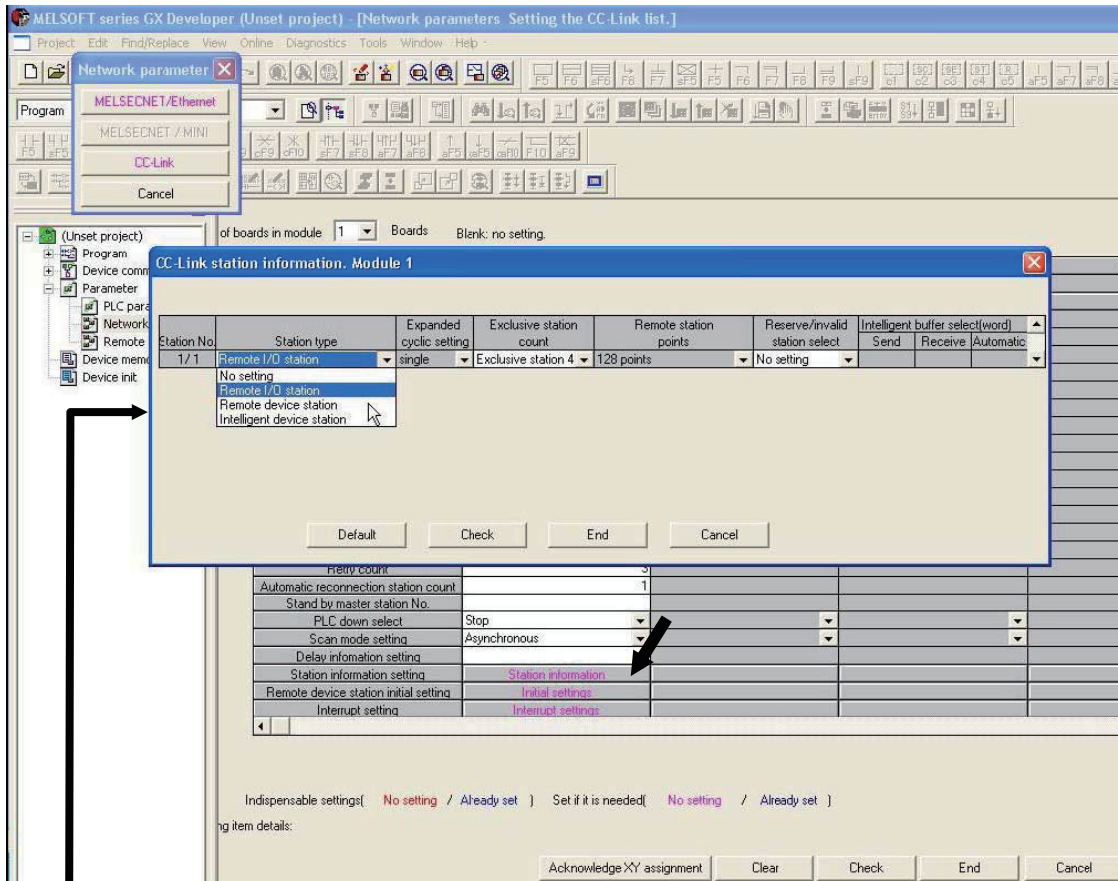 MELSOFT series GX Developer (Unset project) - [Network parameters Setting the CC-Link list.]
Project Edit Find/Replace View Online Diagnostics Tools Window Help
Network parameter
MELSECNET/Ethernet
MELSECNET / MINI
CC-Link
Cancel
Program
of boards in module 1 Boards Blenk: no setting.
(Unset project)
Program
Device comm
Parameter
PLC para
Network
Remote
Device memo
Device init
CC-Link station information. Module 1
Station No. Station type Expanded cyclic setting Exclusive station count Remote station points Reserve/invalid station select Intelligent buffer select(word) Send Receive Automatic
1/1 Remote I/O station single Exclusive station 4 128 points No setting
No setting
Remote I/O station
Remote device station
Intelligent device station
Default Check End Cancel
Retry count 3
Automatic reconnection station count 1
Stand by master station No.
PLC down select Stop
Scan mode setting Asynchronous
Delay infomation setting
Station information setting Station information
Remote device station initial setting Initial settings
Interrupt setting Interrupt settings
Indispensable settings( No setting / Already set ) Set if it is needed( No setting / Already set )
ng item details:
Acknowledge XY assignment Clear Check End Cancel